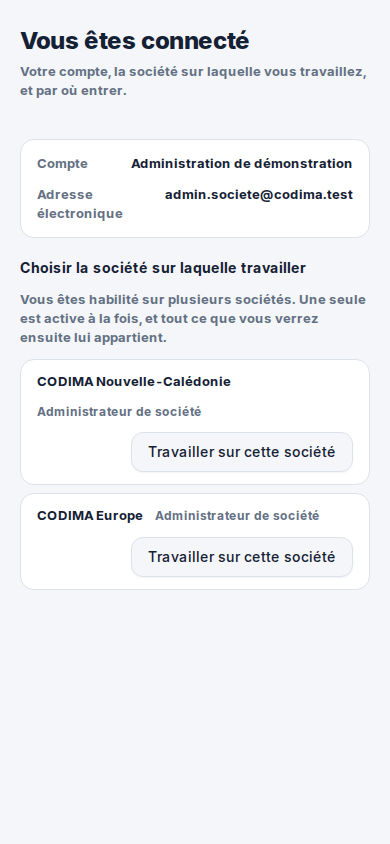 Vous êtes connecté
Votre compte, la société sur laquelle vous travaillez,
et par où entrer.
Compte Administration de démonstration
Adresse électronique admin.societe@codima.test
Choisir la société sur laquelle travailler
Vous êtes habilité sur plusieurs sociétés. Une seule
est active à la fois, et tout ce que vous verrez
ensuite lui appartient.
CODIMA Nouvelle-Calédonie
Administrateur de société
Travailler sur cette société
CODIMA Europe Administrateur de société
Travailler sur cette société